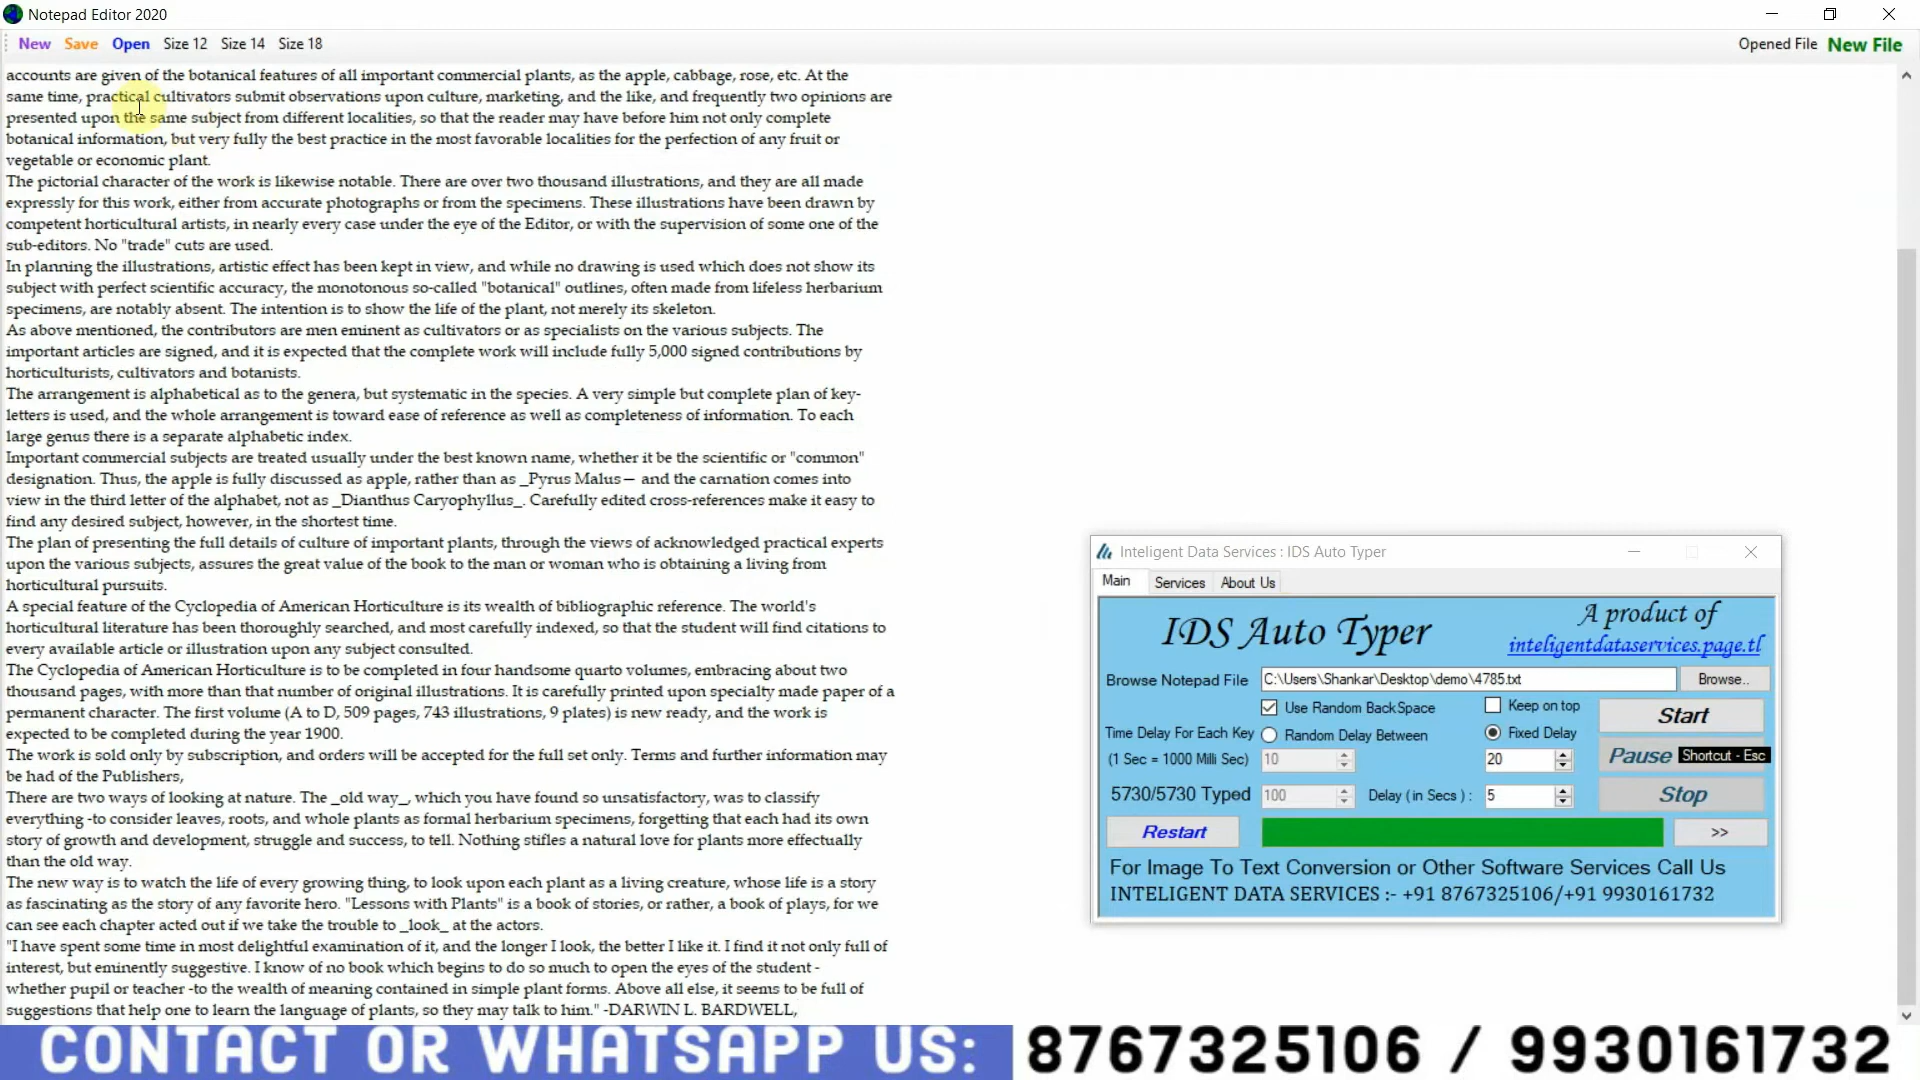 Notepad Editor 2020
New Save Open Size 12 Size 14 Size 18 Opened File New File
accounts are given of the botanical features of all important commercial plants, as the apple, cabbage, rose, etc. At the
same time, practical cultivators submit observations upon culture, marketing, and the like, and frequently two opinions are
presented upon the same subject from different localities, so that the reader may have before him not only complete
botanical information, but very fully the best practice in the most favorable localities for the perfection of any fruit or
vegetable or economic plant.
The pictorial character of the work is likewise notable. There are over two thousand illustrations, and they are all made
expressly for this work, either from accurate photographs or from the specimens. These illustrations have been drawn by
competent horticultural artists, in nearly every case under the eye of the Editor, or with the supervision of some one of the
sub-editors. No "trade" cuts are used.
In planning the illustrations, artistic effect has been kept in view, and while no drawing is used which does not show its
subject with perfect scientific accuracy, the monotonous so-called "botanical" outlines, often made from lifeless herbarium
specimens, are notably absent. The intention is to show the life of the plant, not merely its skeleton.
As above mentioned, the contributors are men eminent as cultivators or as specialists on the various subjects. The
important articles are signed, and it is expected that the complete work will include fully 5,000 signed contributions by
horticulturists, cultivators and botanists.
The arrangement is alphabetical as to the genera, but systematic in the species. A very simple but complete plan of key-
letters is used, and the whole arrangement is toward ease of reference as well as completeness of information. To each
large genus there is a separate alphabetic index.
Important commercial subjects are treated usually under the best known name, whether it be the scientific or "common"
designation. Thus, the apple is fully discussed as apple, rather than as _Pyrus Malus— and the carnation comes into
view in the third letter of the alphabet, not as _Dianthus Caryophyllus_. Carefully edited cross-references make it easy to
find any desired subject, however, in the shortest time.
The plan of presenting the full details of culture of important plants, through the views of acknowledged practical experts
upon the various subjects, assures the great value of the book to the man or woman who is obtaining a living from
horticultural pursuits.
A special feature of the Cyclopedia of American Horticulture is its wealth of bibliographic reference. The world's
horticultural literature has been thoroughly searched, and most carefully indexed, so that the student will find citations to
every available article or illustration upon any subject consulted.
The Cyclopedia of American Horticulture is to be completed in four handsome quarto volumes, embracing about two
thousand pages, with more than that number of original illustrations. It is carefully printed upon specialty made paper of a
permanent character. The first volume (A to D, 509 pages, 743 illustrations, 9 plates) is new ready, and the work is
expected to be completed during the year 1900.
The work is sold only by subscription, and orders will be accepted for the full set only. Terms and further information may
be had of the Publishers,
There are two ways of looking at nature. The _old way_, which you have found so unsatisfactory, was to classify
everything -to consider leaves, roots, and whole plants as formal herbarium specimens, forgetting that each had its own
story of growth and development, struggle and success, to tell. Nothing stifles a natural love for plants more effectually
than the old way.
The new way is to watch the life of every growing thing, to look upon each plant as a living creature, whose life is a story
as fascinating as the story of any favorite hero. "Lessons with Plants" is a book of stories, or rather, a book of plays, for we
can see each chapter acted out if we take the trouble to _look_ at the actors.
"I have spent some time in most delightful examination of it, and the longer I look, the better I like it. I find it not only full of
interest, but eminently suggestive. I know of no book which begins to do so much to open the eyes of the student -
whether pupil or teacher -to the wealth of meaning contained in simple plant forms. Above all else, it seems to be full of
suggestions that help one to learn the language of plants, so they may talk to him." -DARWIN L. BARDWELL,
Inteligent Data Services : IDS Auto Typer
Main Services About Us
IDS Auto Typer
A product of
inteligentdataservices.page.tl
Browse Notepad File C:\Users\Shankar\Desktop\demo\4785.txt Browse..
Use Random BackSpace Keep on top Start
Time Delay For Each Key Random Delay Between Fixed Delay
(1 Sec = 1000 Milli Sec) 10 20 Pause Shortcut - Esc
5730/5730 Typed 100 Delay ( in Secs ) : 5 Stop
Restart >>
For Image To Text Conversion or Other Software Services Call Us
INTELIGENT DATA SERVICES :- +91 8767325106/+91 9930161732
CONTACT OR WHATSAPP US: 8767325106 / 9930161732